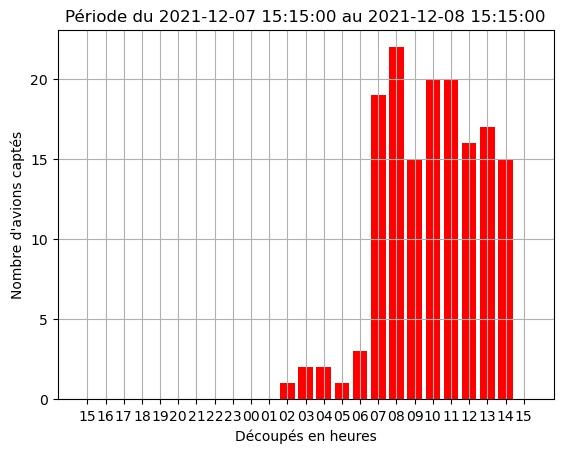 Période du 2021-12-07 15:15:00 au 2021-12-08 15:15:00
Nombre d'avions captés
20
15
10
5
0
15 16 17 18 19 20 21 22 23 00 01 02 03 04 05 06 07 08 09 10 11 12 13 14 15
Découpés en heures